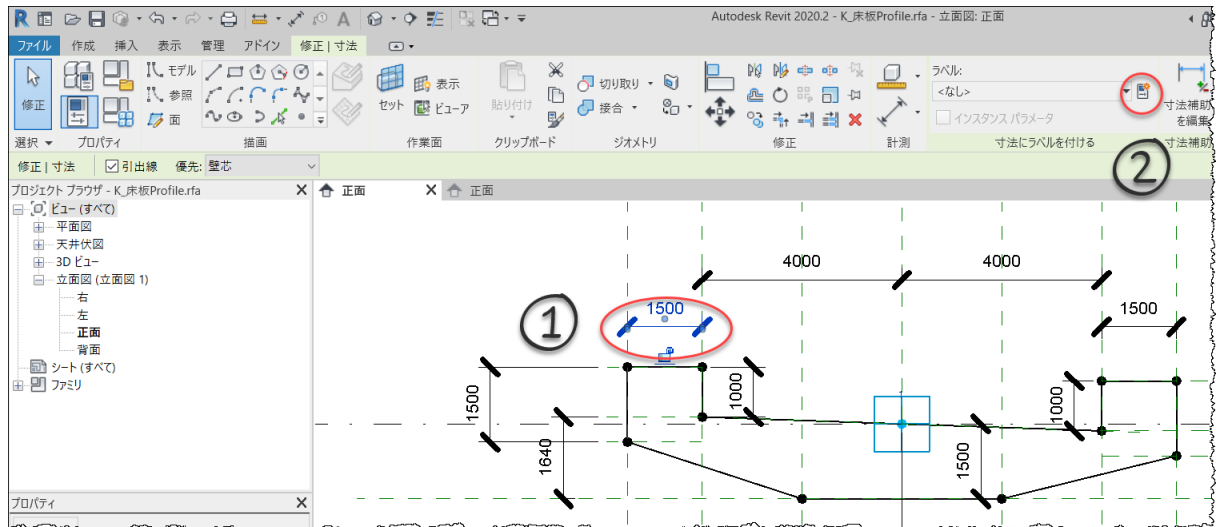 Autodesk Revit 2020.2 - K_床板Profile.rfa - 立面図: 正面
ファイル 作成 挿入 表示 管理 アドイン 修正 | 寸法
修正
モデル
参照
面
セット
表示
ビューア
貼り付け
切り取り
接合
ラベル:
<なし>
インスタンス パラメータ
寸法補助
を編集
選択 プロパティ 描画 作業面 クリップボード ジオメトリ 修正 計測 寸法にラベルを付ける 寸法補助
修正 | 寸法 引出線 優先: 壁芯
プロジェクト ブラウザ - K_床板Profile.rfa
正面
正面
ビュー (すべて)
平面図
天井伏図
3D ビュー
立面図 (立面図 1)
右
左
正面
背面
シート (すべて)
ファミリ
プロパティ
2
4000
4000
1
1500
1500
1500
1000
1640
1500
1000